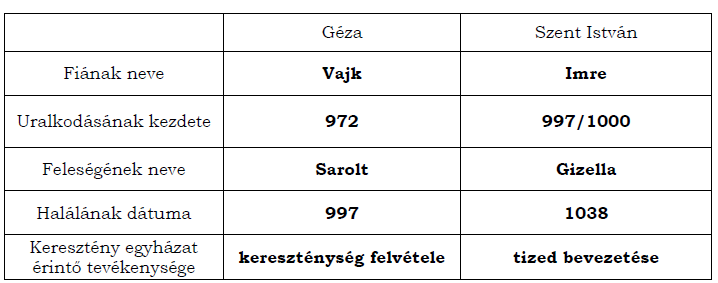 Géza Szent István
Fiának neve Vajk Imre
Uralkodásának kezdete 972 997/1000
Feleségének neve Sarolt Gizella
Halálának dátuma 997 1038
Keresztény egyházat
érintő tevékenysége kereszténység felvétele tized bevezetése